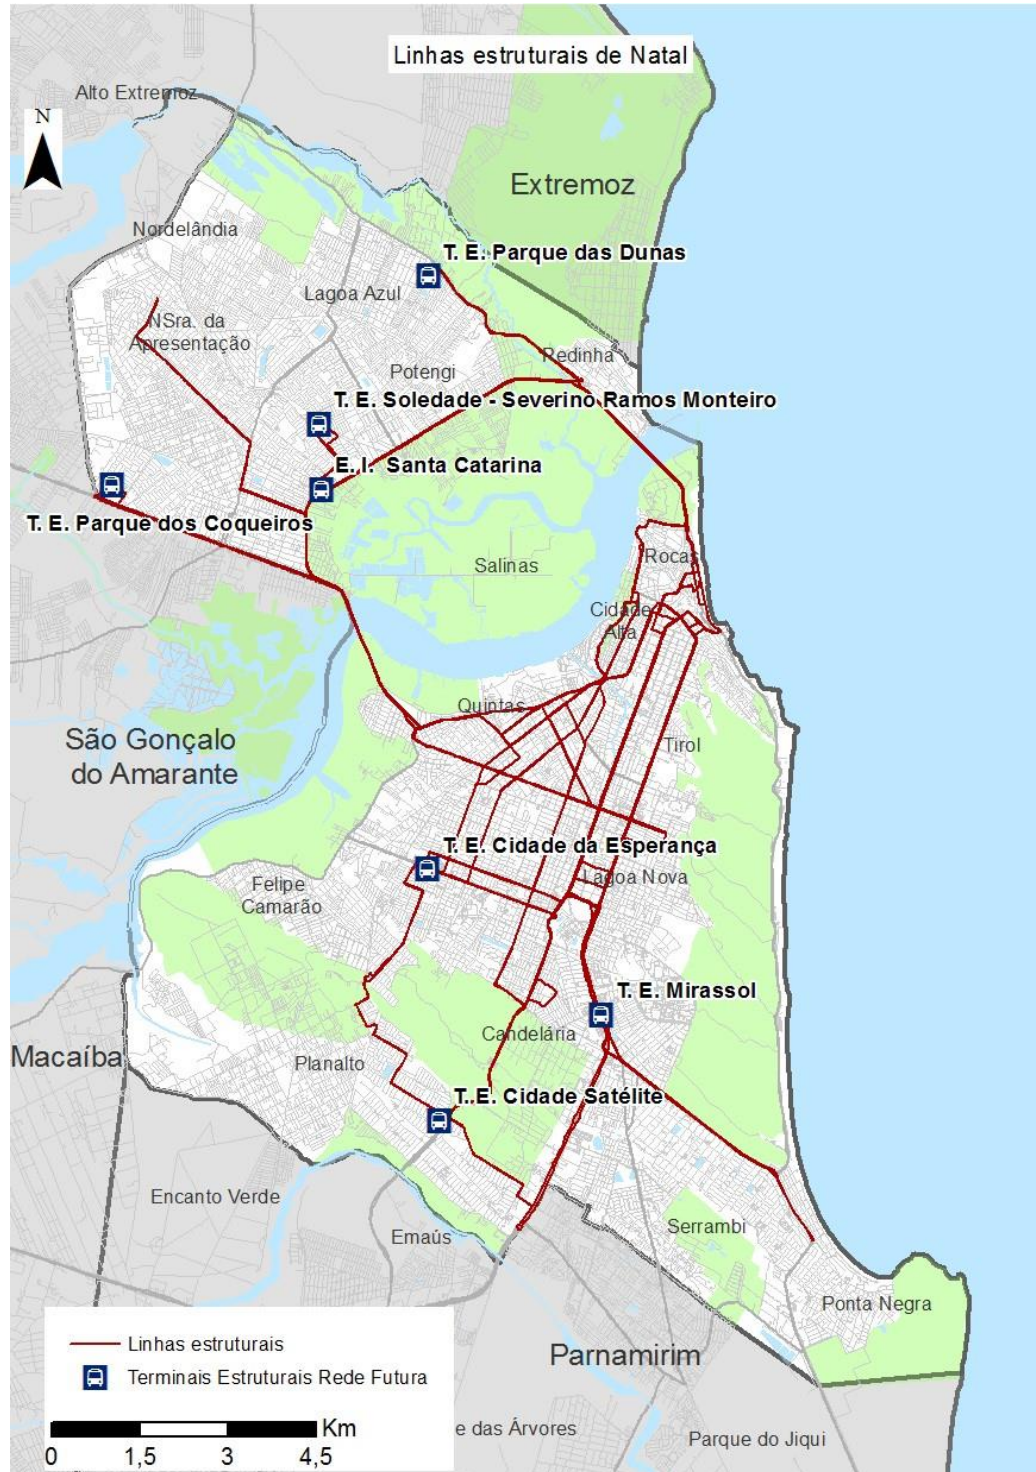 Linhas estruturais de Natal
Alto Extremoz
N
Extremoz
Nordelândia
T. E. Parque das Dunas
Lagoa Azul
NSra. da
Apresentação
Redinha
Potengi
T. E. Soledade - Severino Ramos Monteiro
E. I. Santa Catarina
T. E. Parque dos Coqueiros
Salinas
Rocas
Cidade
Alta
Quintas
São Gonçalo
do Amarante
Tirol
T. E. Cidade da Esperança
Lagoa Nova
Felipe
Camarão
T. E. Mirassol
Candelária
Macaíba
Planalto
T. E. Cidade Satélite
Encanto Verde
Serrambi
Emaús
Ponta Negra
Parnamirim
Linhas estruturais
Terminais Estruturais Rede Futura
Km
0 1,5 3 4,5
e das Árvores
Parque do Jiqui